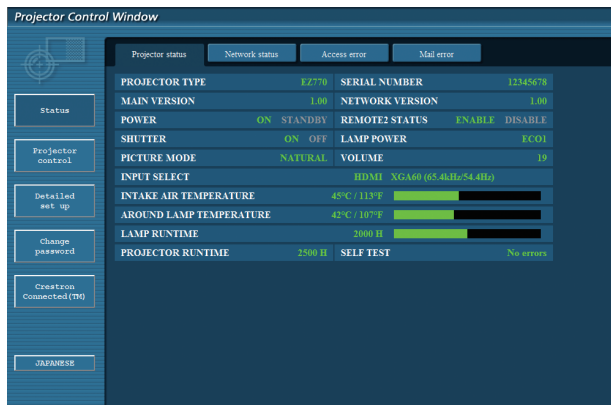 Projector Control Window
Projector status Network status Access error Mail error
Status
Projector control
Detailed set up
Change password
Crestron Connected(TM)
JAPANESE
PROJECTOR TYPE EZ770 SERIAL NUMBER 12345678
MAIN VERSION 1.00 NETWORK VERSION 1.00
POWER ON STANDBY REMOTE2 STATUS ENABLE DISABLE
SHUTTER ON OFF LAMP POWER ECO1
PICTURE MODE NATURAL VOLUME 19
INPUT SELECT HDMI XGA60 (65.4kHz/54.4Hz)
INTAKE AIR TEMPERATURE 45°C / 113°F
AROUND LAMP TEMPERATURE 42°C / 107°F
LAMP RUNTIME 2000 H
PROJECTOR RUNTIME 2500 H SELF TEST No errors